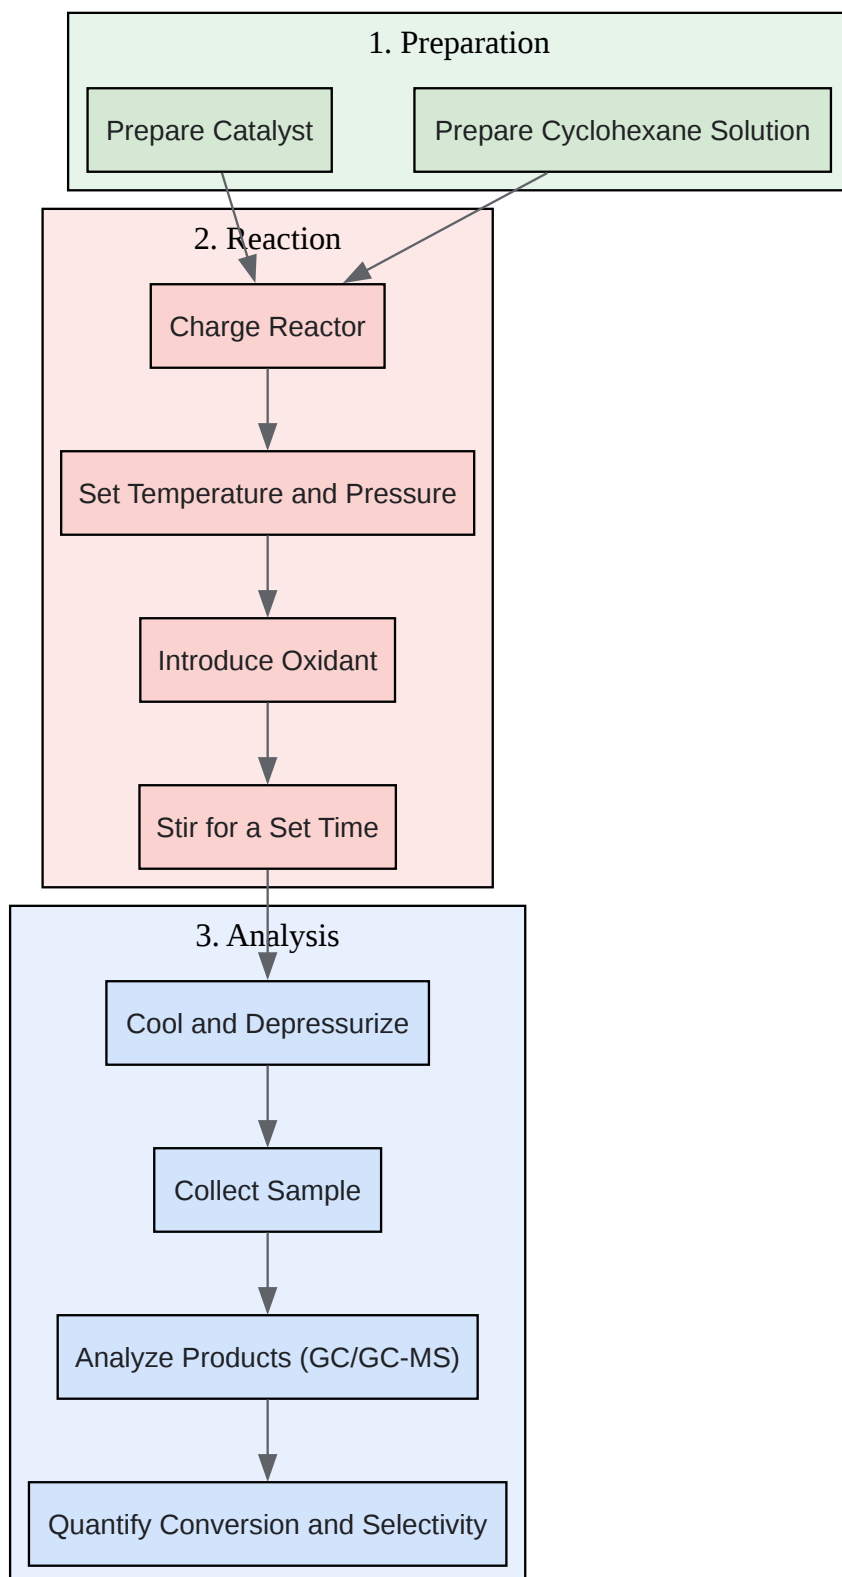 1. Preparation
Prepare Catalyst
Prepare Cyclohexane Solution
2. Reaction
Charge Reactor
Set Temperature and Pressure
Introduce Oxidant
Stir for a Set Time
3. Analysis
Cool and Depressurize
Collect Sample
Analyze Products (GC/GC-MS)
Quantify Conversion and Selectivity